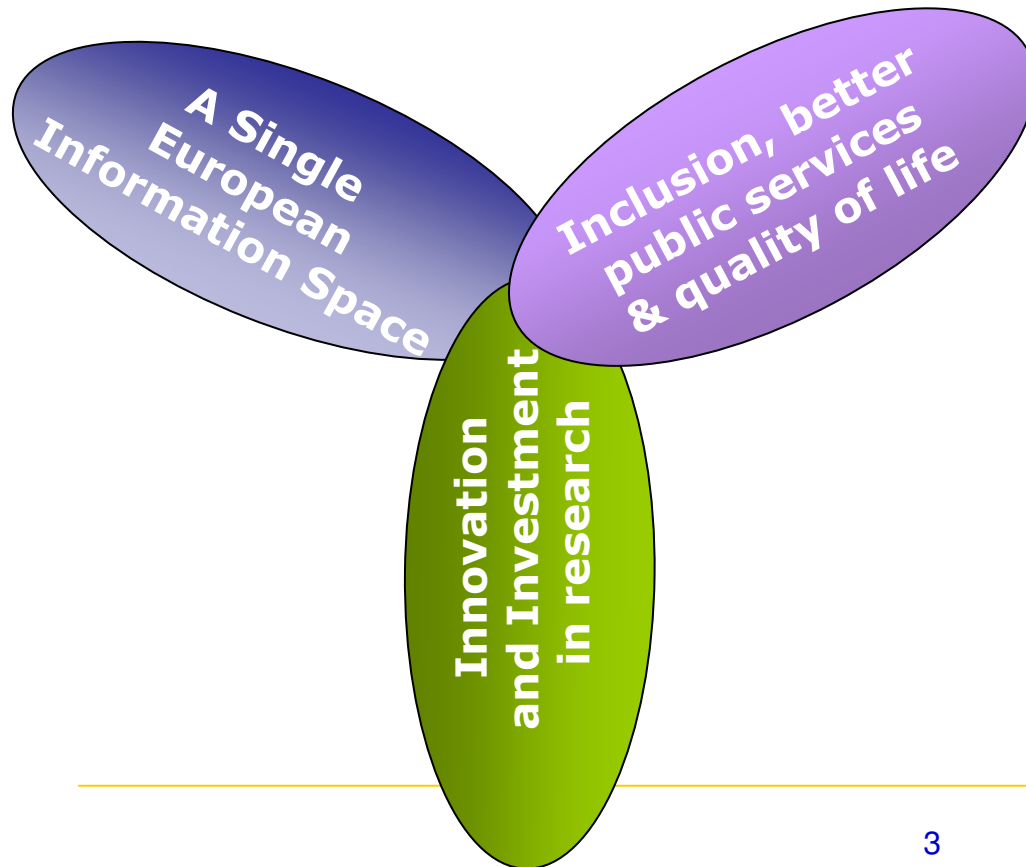 A Single
European
Information Space
Inclusion, better
public services
& quality of life
Innovation
and Investment
in research
3